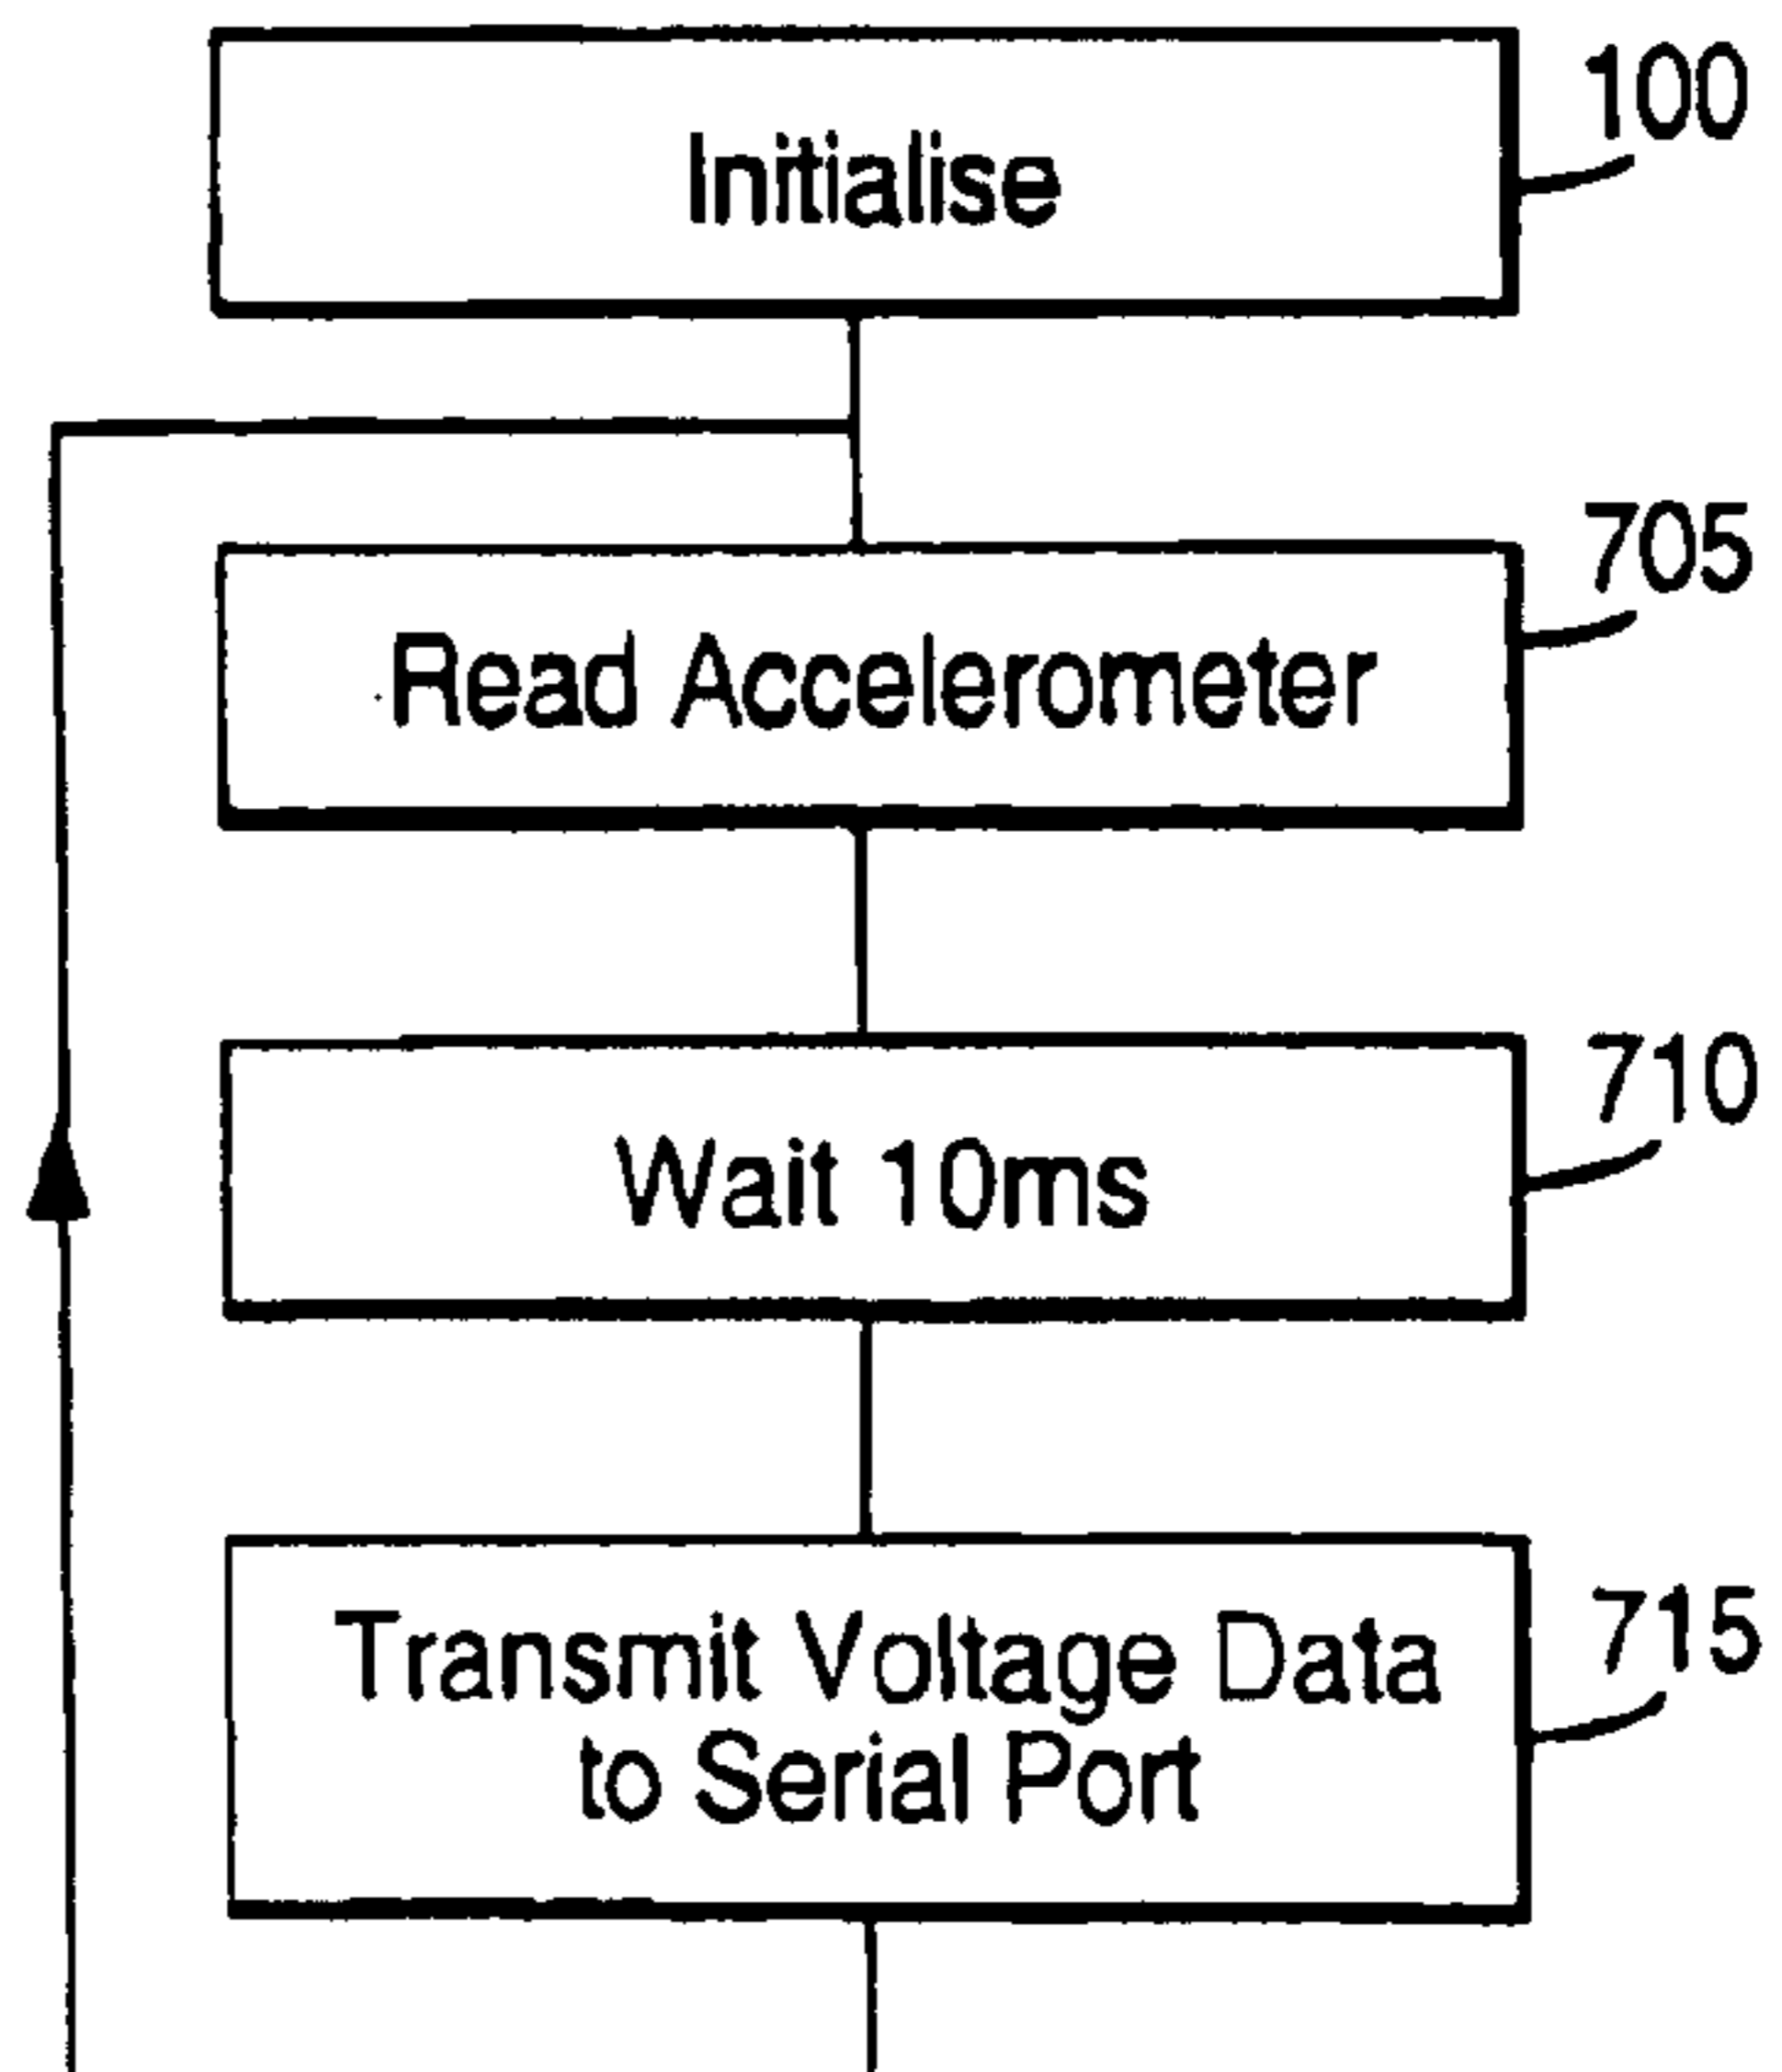 Initialise
100
Read Accelerometer
705
Wait 10ms
710
Transmit Voltage Data
to Serial Port
715